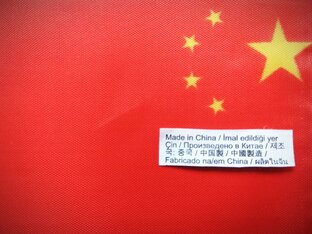 Made in China / İmal edildiği yer
Çin / Произведено в Китае / 제조
국: 중국 / 中国製 / 中國製造 /
Fabricado na/em China / ผลิตในจีน